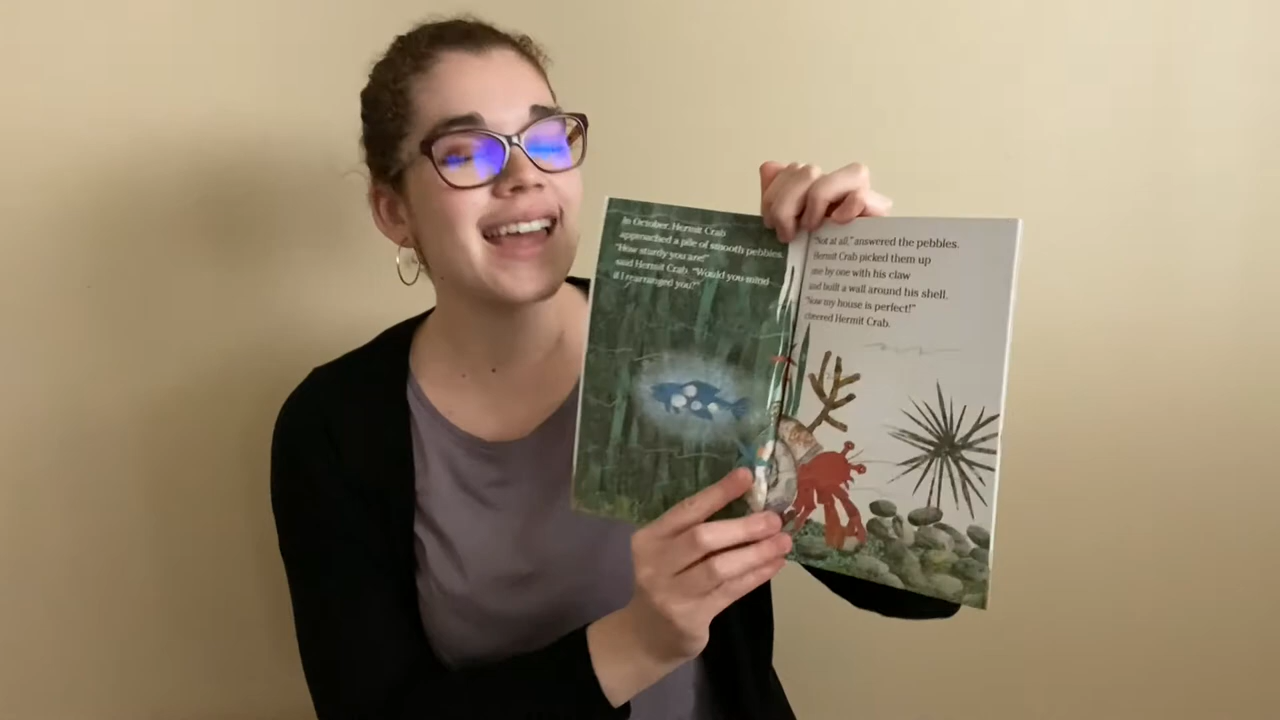 In October, Hermit Crab
approached a pile of smooth pebbles.
"How sturdy you are!"
said Hermit Crab. "Would you mind
if I rearranged you?"
"Not at all," answered the pebbles.
Hermit Crab picked them up
one by one with his claw
and built a wall around his shell.
"Now my house is perfect!"
cheered Hermit Crab.